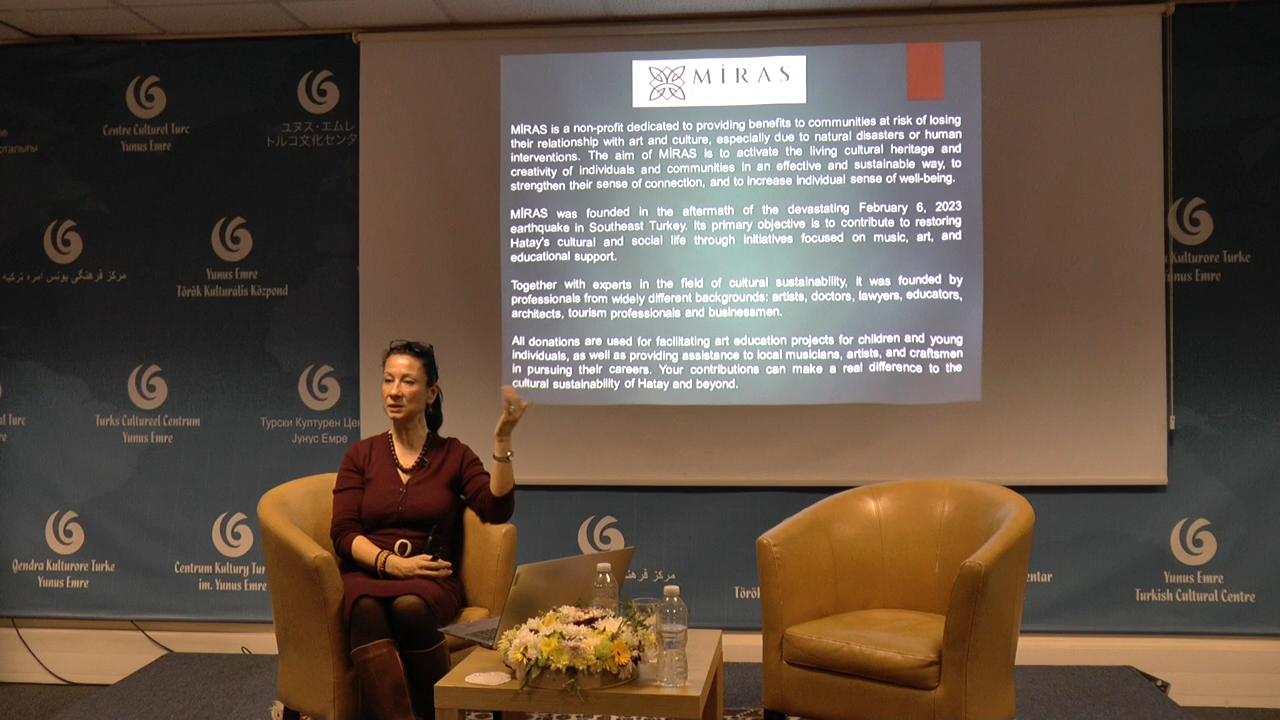 MİRAS
MİRAS is a non-profit dedicated to providing benefits to communities at risk of losing
their relationship with art and culture, especially due to natural disasters or human
interventions. The aim of MİRAS is to activate the living cultural heritage and
creativity of individuals and communities in an effective and sustainable way, to
strengthen their sense of connection, and to increase individual sense of well-being.
MİRAS was founded in the aftermath of the devastating February 6, 2023
earthquake in Southeast Turkey. Its primary objective is to contribute to restoring
Hatay's cultural and social life through initiatives focused on music, art, and
educational support.
Together with experts in the field of cultural sustainability, it was founded by
professionals from widely different backgrounds: artists, doctors, lawyers, educators,
architects, tourism professionals and businessmen.
All donations are used for facilitating art education projects for children and young
individuals, as well as providing assistance to local musicians, artists, and craftsmen
in pursuing their careers. Your contributions can make a real difference to the
cultural sustainability of Hatay and beyond.
Centre Culturel Turc
Yunus Emre
ユヌス・エムレ
トルコ文化センタ
مرکز فرهنگی یونس امره ترکیه
Yunus Emre
Török Kulturális Központ
Kulturore Turke
Yunus Emre
Turc
Turks Cultureel Centrum
Yunus Emre
Турски Културен Це
Јунус Емре
Qendra Kulturore Turke
Yunus Emre
Centrum Kultury Tur
im. Yunus Emre
مرکز
Török
Yunus Emre
Turkish Cultural Centre